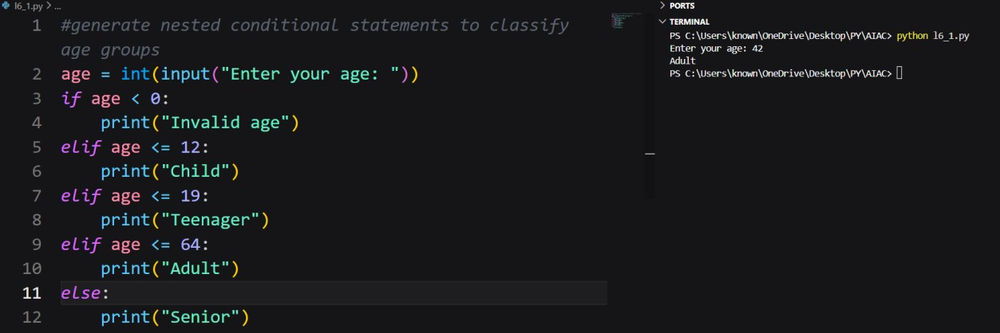 l6_1.py > ...
1 #generate nested conditional statements to classify
age groups
2 age = int(input("Enter your age: "))
3 if age < 0:
4     print("Invalid age")
5 elif age <= 12:
6     print("Child")
7 elif age <= 19:
8     print("Teenager")
9 elif age <= 64:
10     print("Adult")
11 else:
12     print("Senior")
PORTS
TERMINAL
PS C:\Users\known\OneDrive\Desktop\PY\AIAC> python l6_1.py
Enter your age: 42
Adult
PS C:\Users\known\OneDrive\Desktop\PY\AIAC>